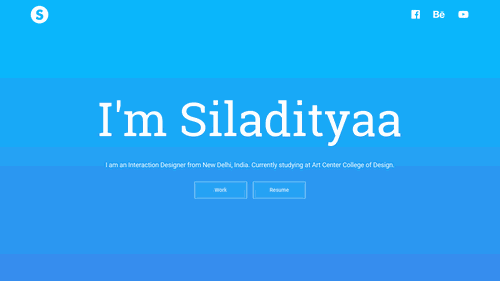 S
Bē
I'm Siladityaa
I am an Interaction Designer from New Delhi, India. Currently studying at Art Center College of Design.
Work Resume